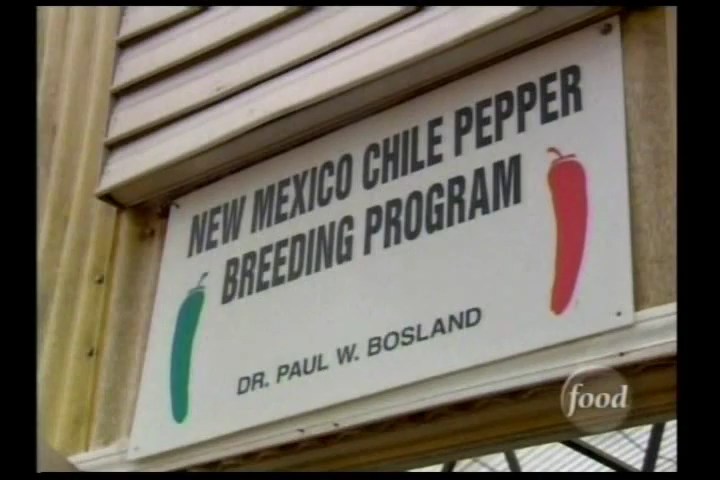 NEW MEXICO CHILE PEPPER
BREEDING PROGRAM
DR. PAUL W. BOSLAND
food